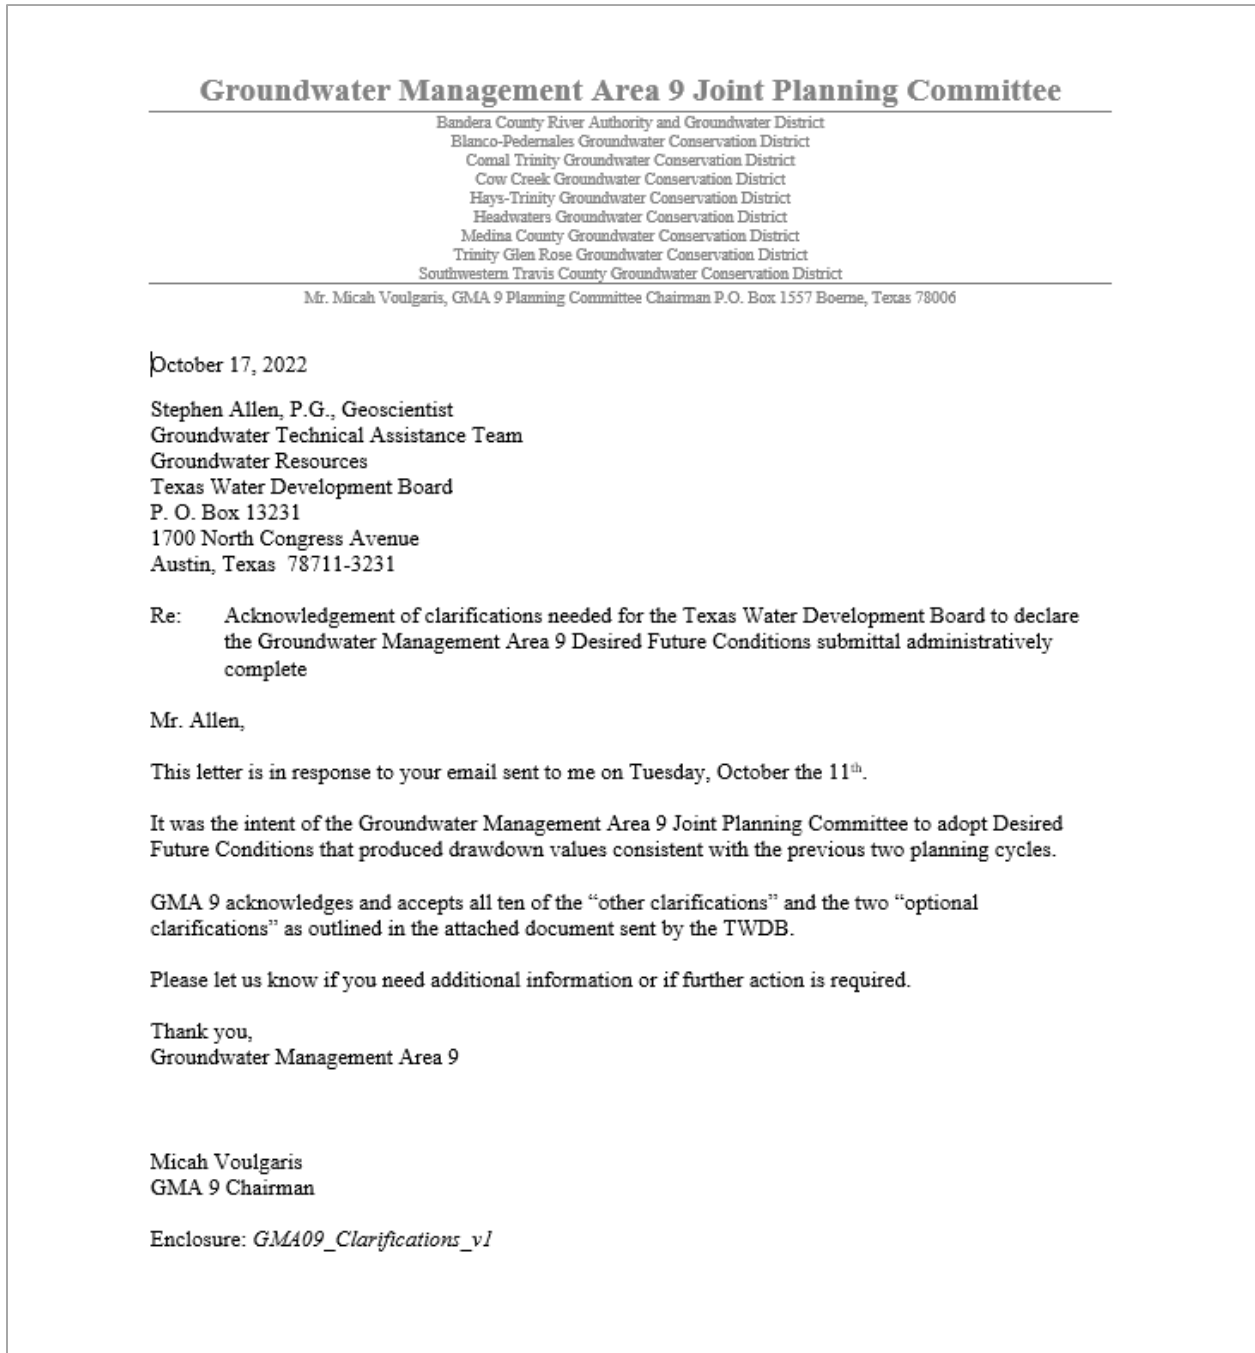 Groundwater Management Area 9 Joint Planning Committee
Bandera County River Authority and Groundwater District
Blanco-Pedernales Groundwater Conservation District
Comal Trinity Groundwater Conservation District
Cow Creek Groundwater Conservation District
Hays-Trinity Groundwater Conservation District
Headwaters Groundwater Conservation District
Medina County Groundwater Conservation District
Trinity Glen Rose Groundwater Conservation District
Southwestern Travis County Groundwater Conservation District
Mr. Micah Voulgaris, GMA 9 Planning Committee Chairman P.O. Box 1557 Boerne, Texas 78006
October 17, 2022
Stephen Allen, P.G., Geoscientist
Groundwater Technical Assistance Team
Groundwater Resources
Texas Water Development Board
P. O. Box 13231
1700 North Congress Avenue
Austin, Texas  78711-3231
Re: Acknowledgement of clarifications needed for the Texas Water Development Board to declare
the Groundwater Management Area 9 Desired Future Conditions submittal administratively
complete
Mr. Allen,
This letter is in response to your email sent to me on Tuesday, October the 11th.
It was the intent of the Groundwater Management Area 9 Joint Planning Committee to adopt Desired
Future Conditions that produced drawdown values consistent with the previous two planning cycles.
GMA 9 acknowledges and accepts all ten of the “other clarifications” and the two “optional
clarifications” as outlined in the attached document sent by the TWDB.
Please let us know if you need additional information or if further action is required.
Thank you,
Groundwater Management Area 9
Micah Voulgaris
GMA 9 Chairman
Enclosure: GMA09_Clarifications_v1